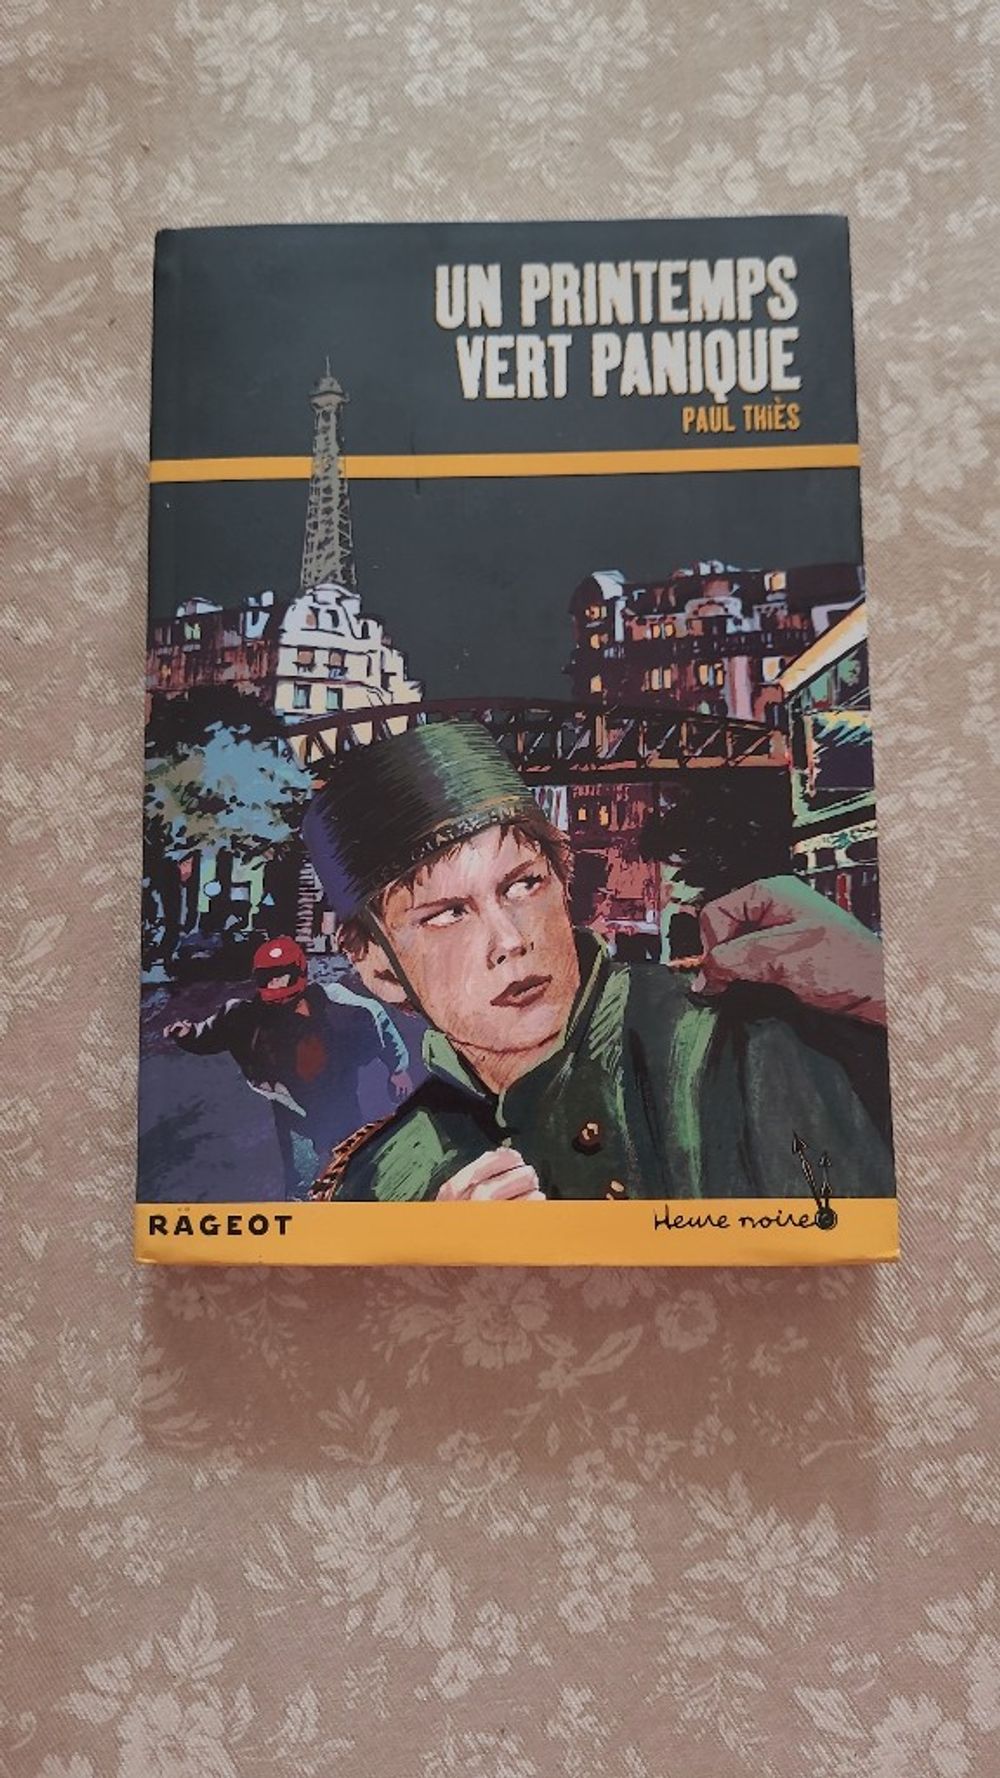 UN PRINTEMPS
VERT PANIQUE
PAUL THIÈS
RAGEOT
Heure noire